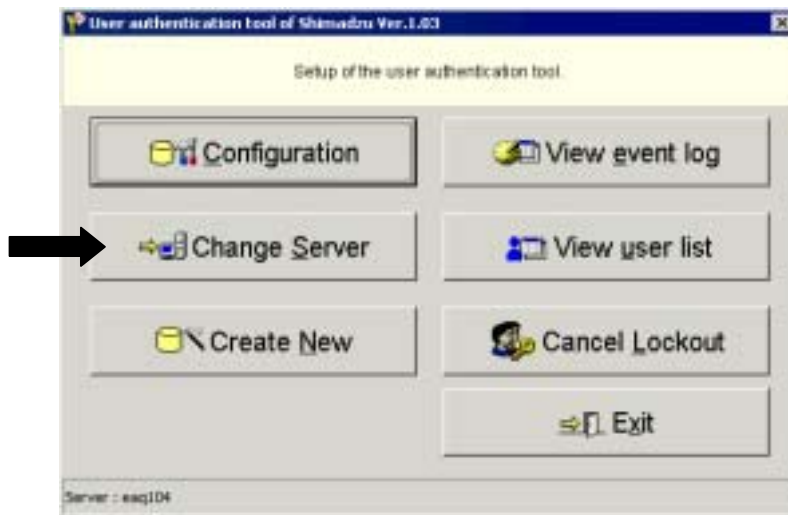 User authentication tool of Shimadzu Ver.1.03
Setup of the user authentication tool.
Configuration
View event log
Change Server
View user list
Create New
Cancel Lockout
Exit
Server : eaq104